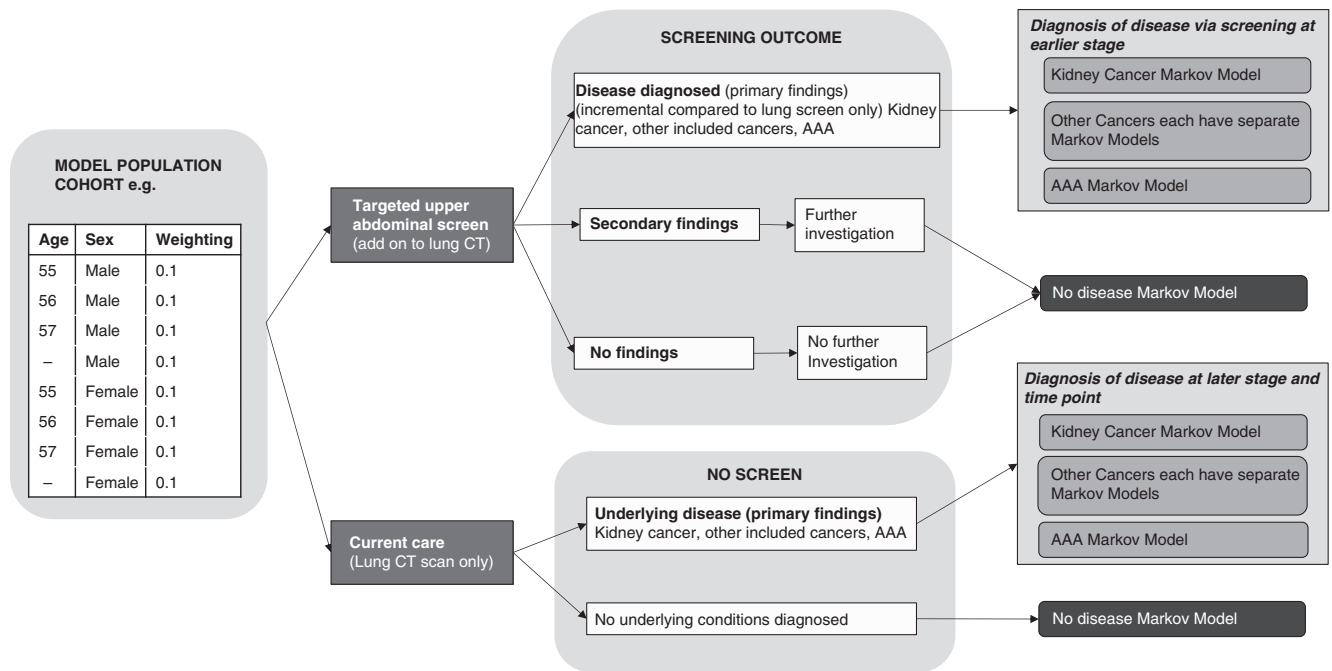 MODEL POPULATION
COHORT e.g.
Age Sex Weighting
55 Male 0.1
56 Male 0.1
57 Male 0.1
– Male 0.1
55 Female 0.1
56 Female 0.1
57 Female 0.1
– Female 0.1
Targeted upper
abdominal screen
(add on to lung CT)
Current care
(Lung CT scan only)
SCREENING OUTCOME
Disease diagnosed (primary findings)
(incremental compared to lung screen only) Kidney
cancer, other included cancers, AAA
Secondary findings
Further
investigation
No findings
No further
Investigation
NO SCREEN
Underlying disease (primary findings)
Kidney cancer, other included cancers, AAA
No underlying conditions diagnosed
Diagnosis of disease via screening at
earlier stage
Kidney Cancer Markov Model
Other Cancers each have separate
Markov Models
AAA Markov Model
No disease Markov Model
Diagnosis of disease at later stage and
time point
Kidney Cancer Markov Model
Other Cancers each have separate
Markov Models
AAA Markov Model
No disease Markov Model